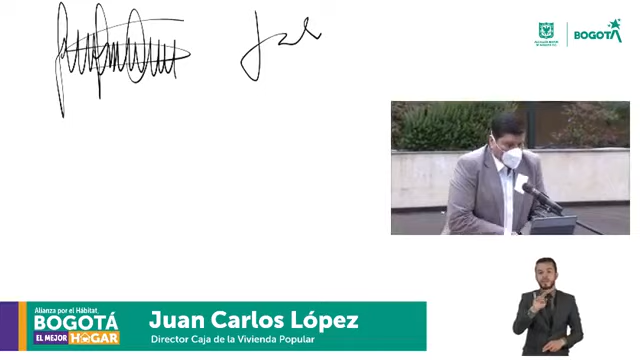 BOGOTÁ
Alianza por el Hábitat,
BOGOTÁ
EL MEJOR HOGAR
Juan Carlos López
Director Caja de la Vivienda Popular